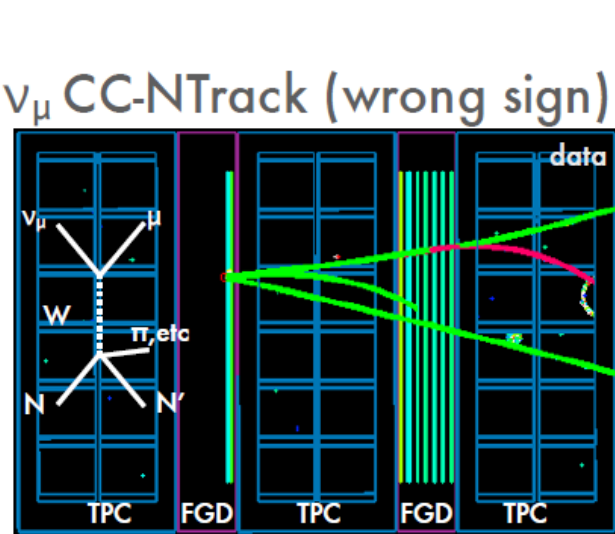 νμ CC-NTrack (wrong sign)
data
νμ μ
W
π,etc
N N'
TPC FGD TPC FGD TPC